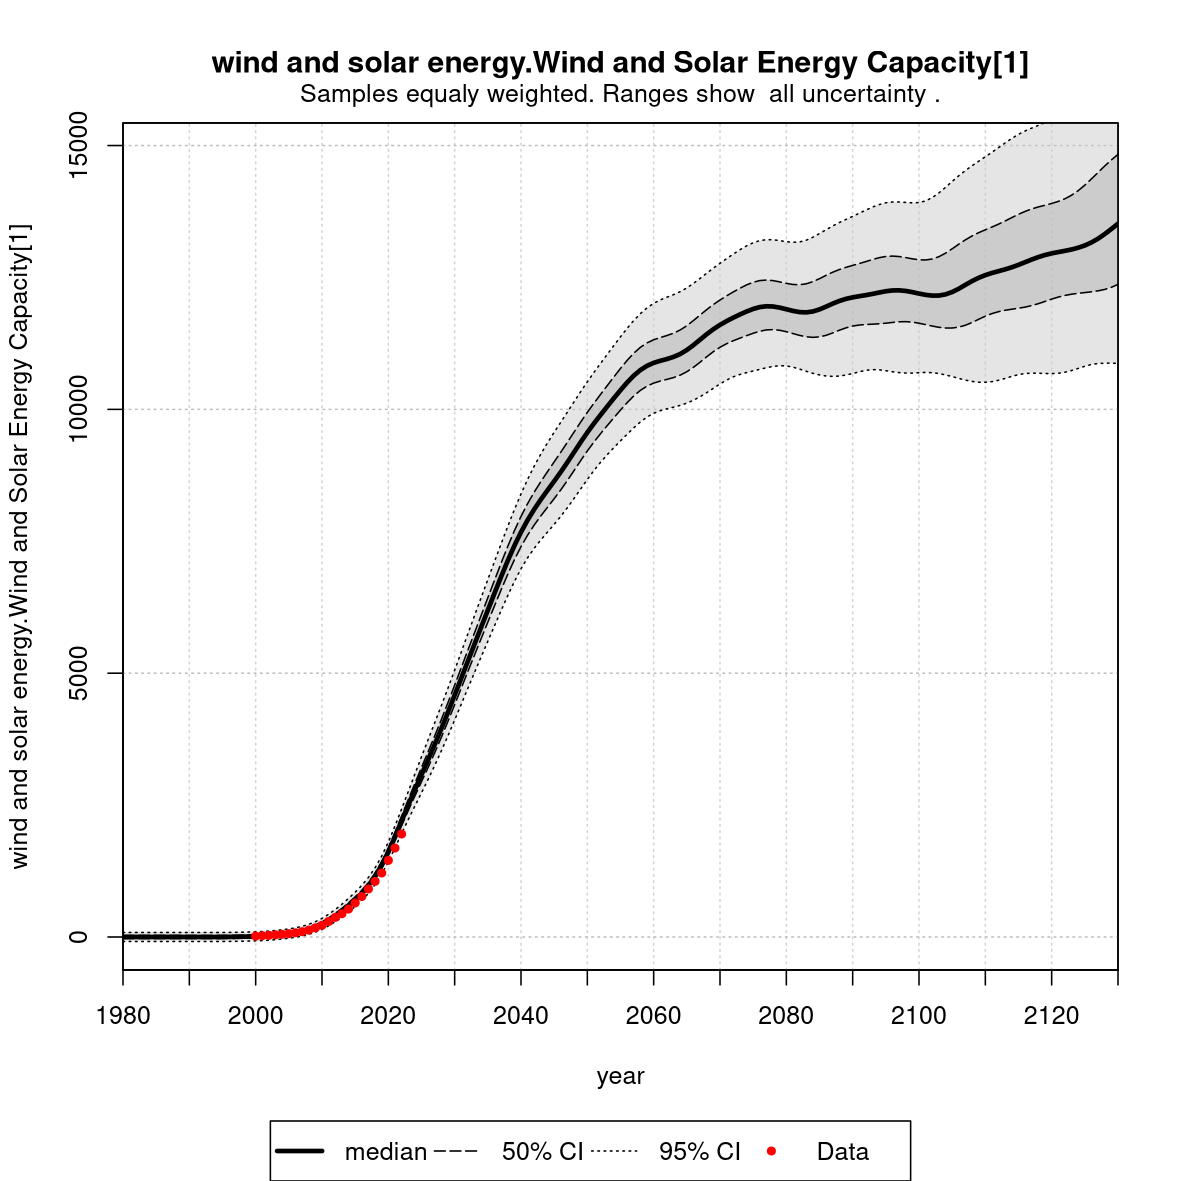 wind and solar energy.Wind and Solar Energy Capacity[1]
Samples equaly weighted. Ranges show  all uncertainty .
wind and solar energy.Wind and Solar Energy Capacity[1]
15000
10000
5000
0
1980 2000 2020 2040 2060 2080 2100 2120
year
median 50% CI 95% CI Data